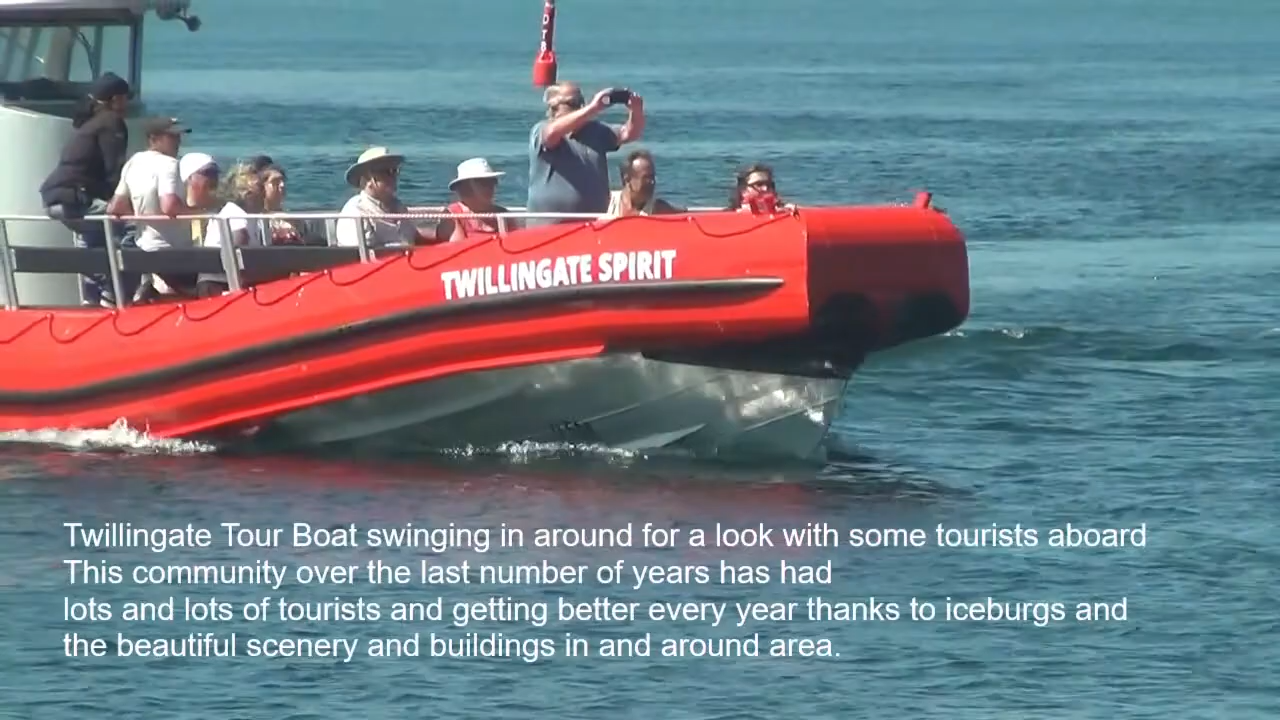 TWILLINGATE SPIRIT
Twillingate Tour Boat swinging in around for a look with some tourists aboard
This community over the last number of years has had
lots and lots of tourists and getting better every year thanks to iceburgs and
the beautiful scenery and buildings in and around area.